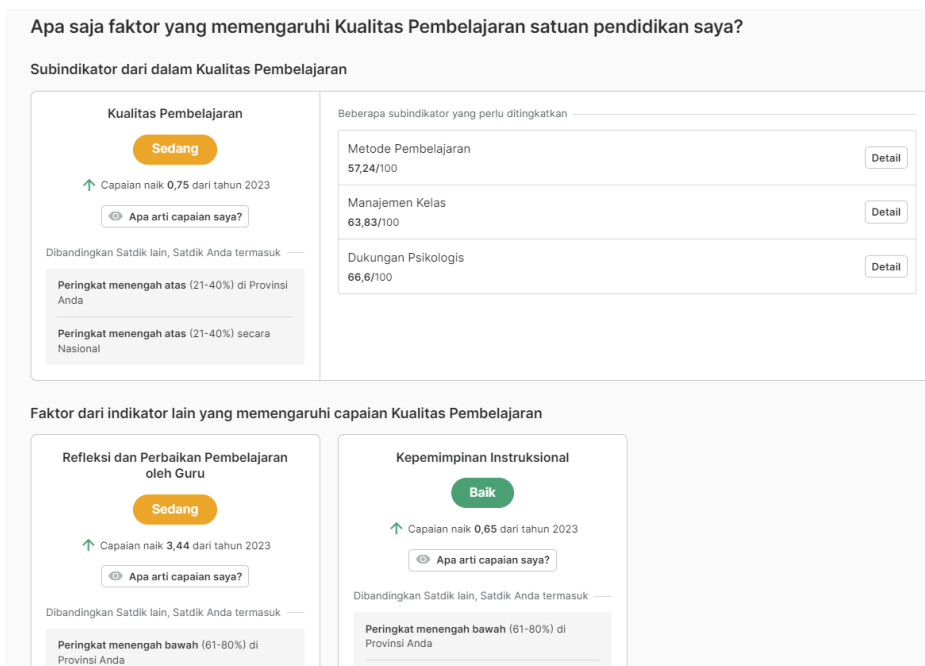 Apa saja faktor yang memengaruhi Kualitas Pembelajaran satuan pendidikan saya?
Subindikator dari dalam Kualitas Pembelajaran
Kualitas Pembelajaran
Sedang
Capaian naik 0,75 dari tahun 2023
Apa arti capaian saya?
Dibandingkan Satdik lain, Satdik Anda termasuk
Peringkat menengah atas (21-40%) di Provinsi
Anda
Peringkat menengah atas (21-40%) secara
Nasional
Beberapa subindikator yang perlu ditingkatkan
Metode Pembelajaran
57,24/100
Detail
Manajemen Kelas
63,83/100
Detail
Dukungan Psikologis
66,6/100
Detail
Faktor dari indikator lain yang memengaruhi capaian Kualitas Pembelajaran
Refleksi dan Perbaikan Pembelajaran
oleh Guru
Sedang
Capaian naik 3,44 dari tahun 2023
Apa arti capaian saya?
Dibandingkan Satdik lain, Satdik Anda termasuk
Peringkat menengah bawah (61-80%) di
Provinsi Anda
Kepemimpinan Instruksional
Baik
Capaian naik 0,65 dari tahun 2023
Apa arti capaian saya?
Dibandingkan Satdik lain, Satdik Anda termasuk
Peringkat menengah bawah (61-80%) di
Provinsi Anda